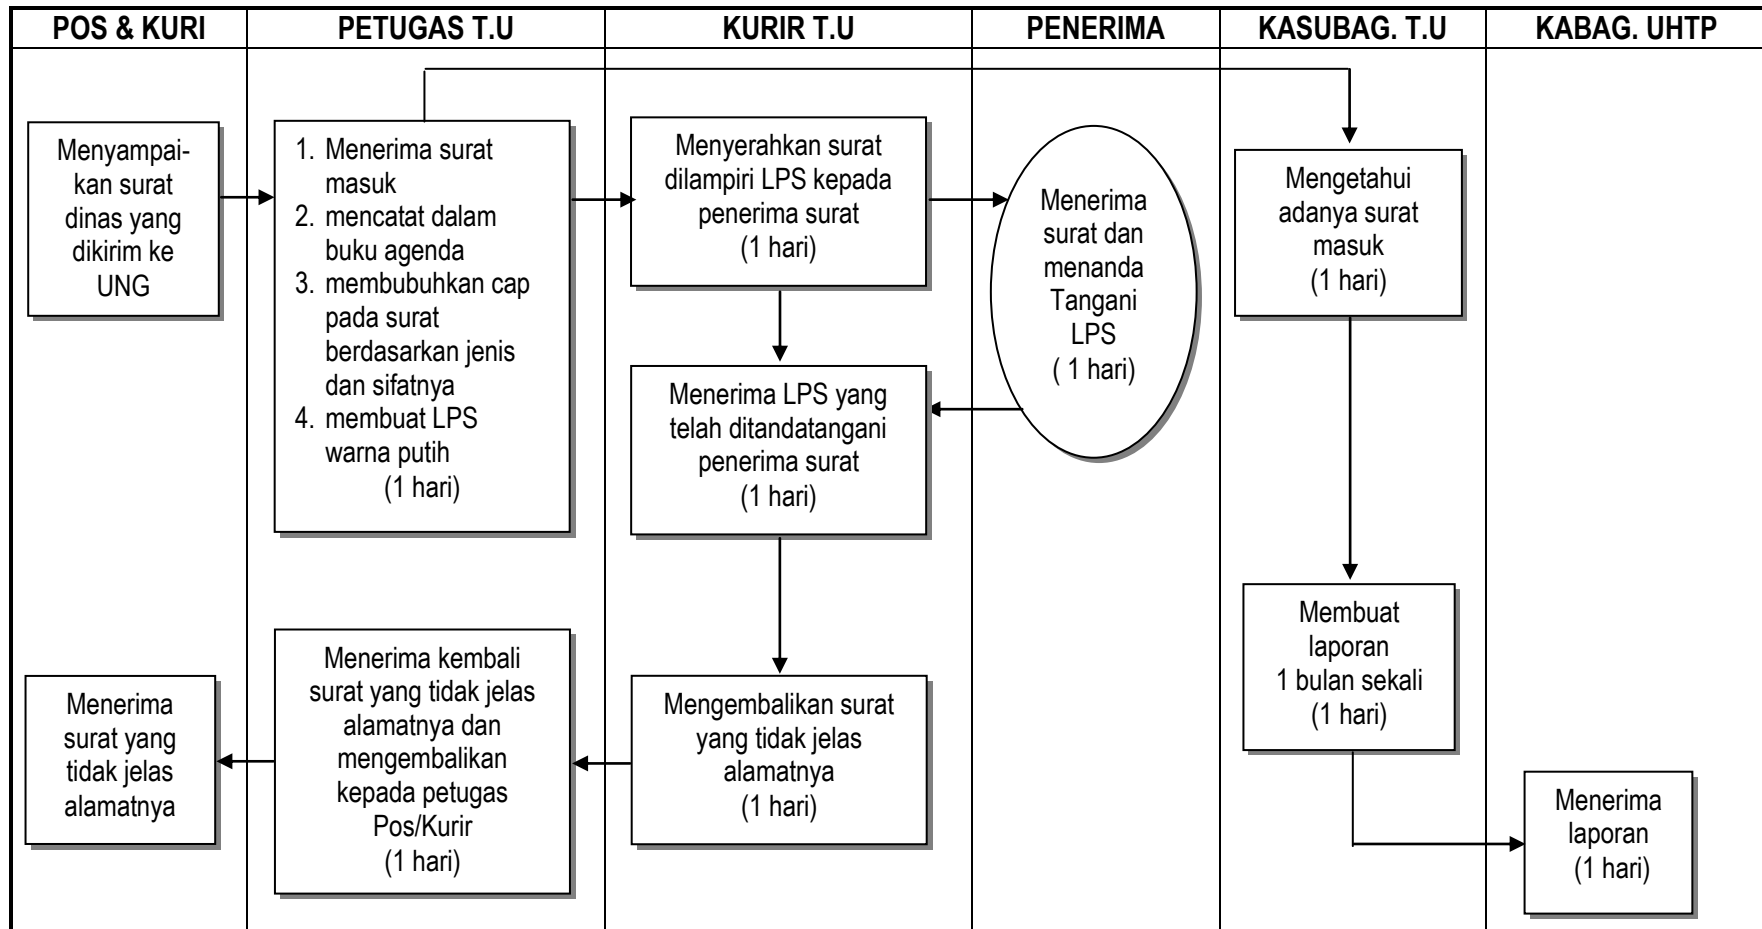 POS & KURI
PETUGAS T.U
KURIR T.U
PENERIMA
KASUBAG. T.U
KABAG. UHTP
Menyampai-
kan surat
dinas yang
dikirim ke
UNG
1. Menerima surat
masuk
2. mencatat dalam
buku agenda
3. membubuhkan cap
pada surat
berdasarkan jenis
dan sifatnya
4. membuat LPS
warna putih
(1 hari)
Menyerahkan surat
dilampiri LPS kepada
penerima surat
(1 hari)
Menerima
surat dan
menanda
Tangani
LPS
( 1 hari)
Mengetahui
adanya surat
masuk
(1 hari)
Menerima LPS yang
telah ditandatangani
penerima surat
(1 hari)
Membuat
laporan
1 bulan sekali
(1 hari)
Menerima
surat yang
tidak jelas
alamatnya
Menerima kembali
surat yang tidak jelas
alamatnya dan
mengembalikan
kepada petugas
Pos/Kurir
(1 hari)
Mengembalikan surat
yang tidak jelas
alamatnya
(1 hari)
Menerima
laporan
(1 hari)